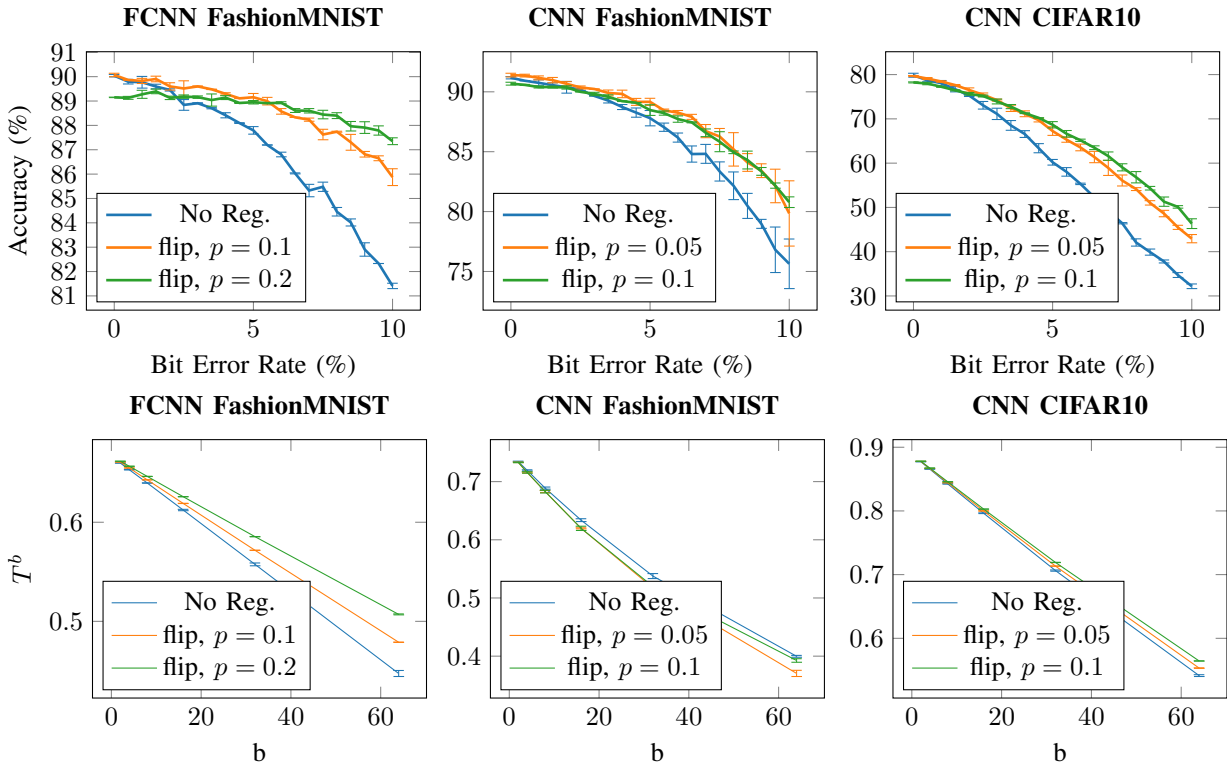 FCNN FashionMNIST
CNN FashionMNIST
CNN CIFAR10
Accuracy (%)
91
90
89
88
87
86
85
84
83
82
81
No Reg.
flip, p = 0.1
flip, p = 0.2
0
5
10
Bit Error Rate (%)
90
85
80
75
No Reg.
flip, p = 0.05
flip, p = 0.1
0
5
10
Bit Error Rate (%)
80
70
60
50
40
30
No Reg.
flip, p = 0.05
flip, p = 0.1
0
5
10
Bit Error Rate (%)
FCNN FashionMNIST
CNN FashionMNIST
CNN CIFAR10
T^b
0.6
0.5
No Reg.
flip, p = 0.1
flip, p = 0.2
0
20
40
60
b
0.7
0.6
0.5
0.4
No Reg.
flip, p = 0.05
flip, p = 0.1
0
20
40
60
b
0.9
0.8
0.7
0.6
No Reg.
flip, p = 0.05
flip, p = 0.1
0
20
40
60
b